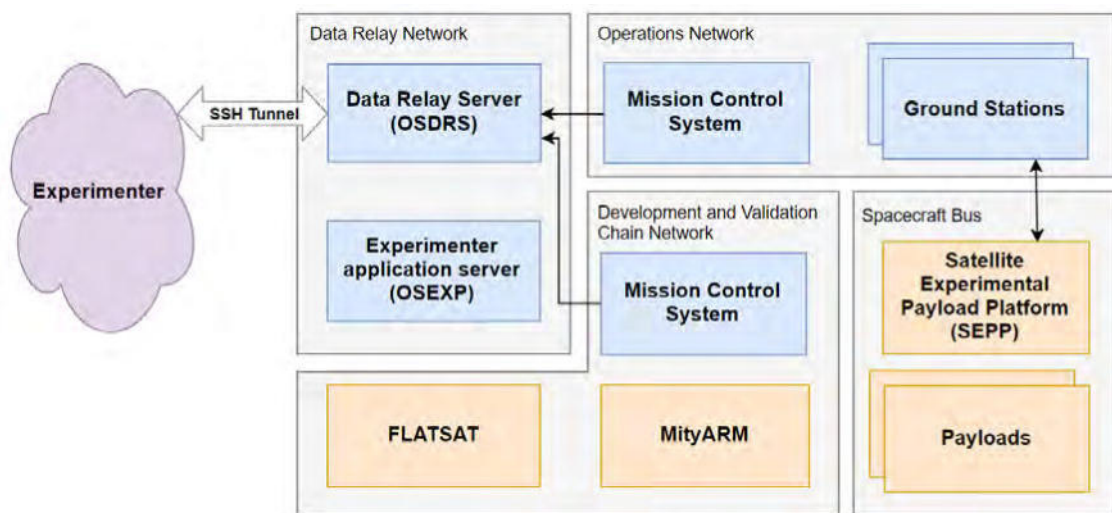 Data Relay Network
Operations Network
Data Relay Server
(OSDRS)
Mission Control
System
Ground Stations
SSH Tunnel
Experimenter
Experimenter
application server
(OSEXP)
Development and Validation
Chain Network
Mission Control
System
Spacecraft Bus
Satellite
Experimental
Payload Platform
(SEPP)
FLATSAT
MityARM
Payloads